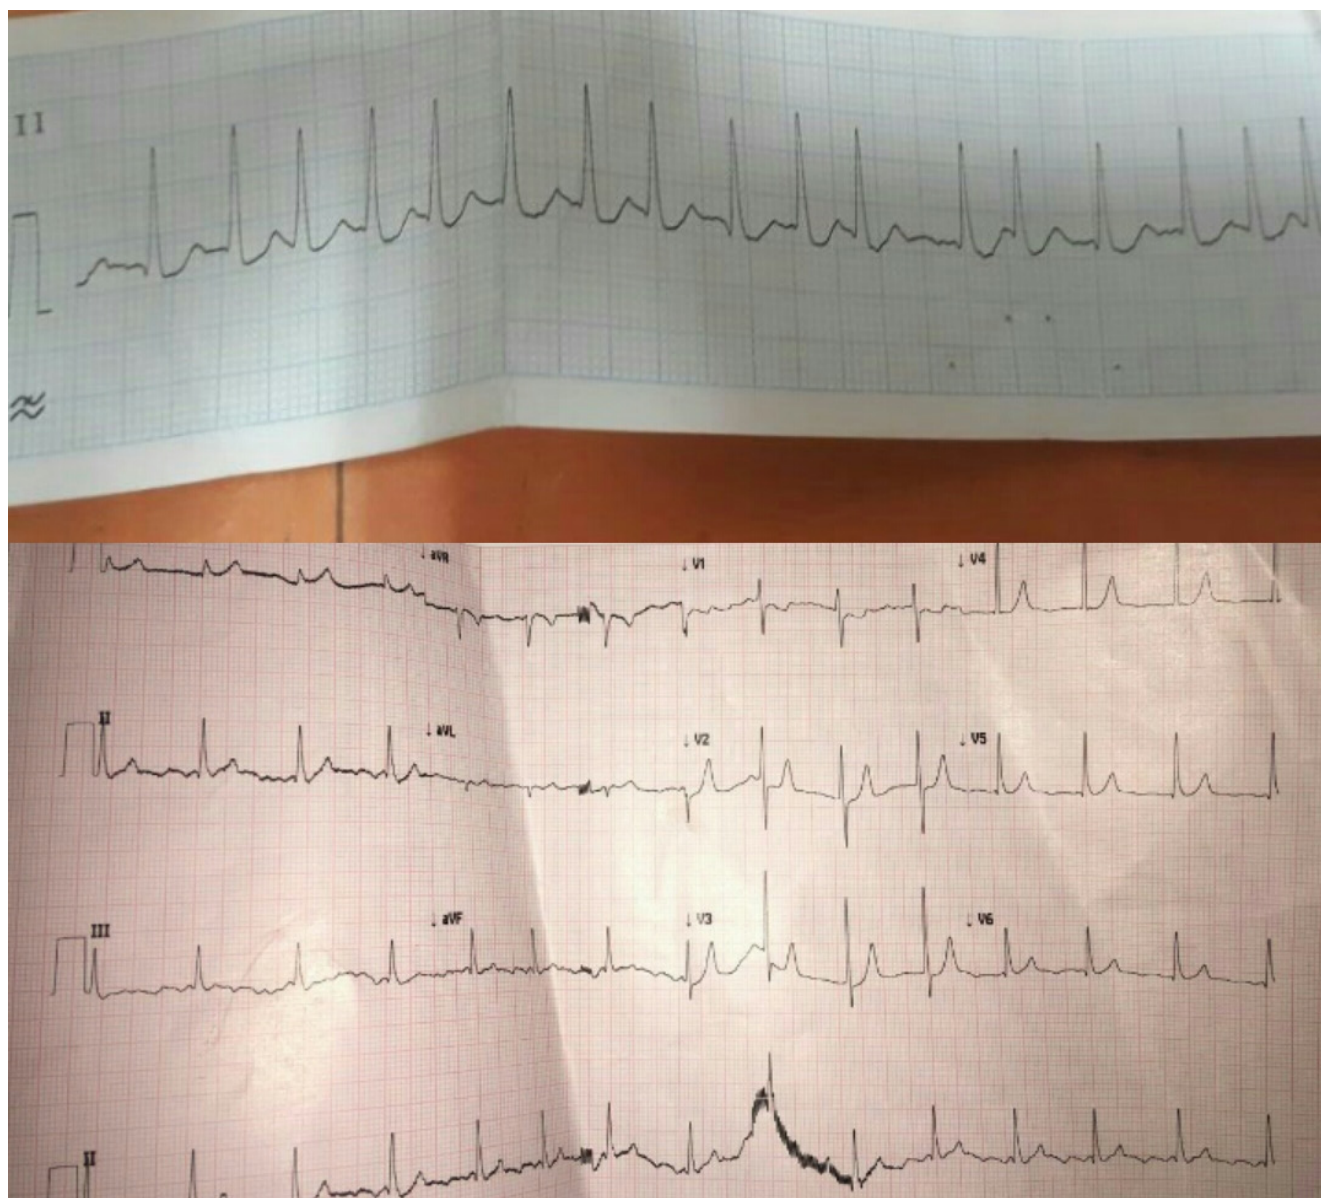 II
↓ aVR
↓ V1
↓ V4
II
↓ aVL
↓ V2
↓ V5
III
↓ aVF
↓ V3
↓ V6
II